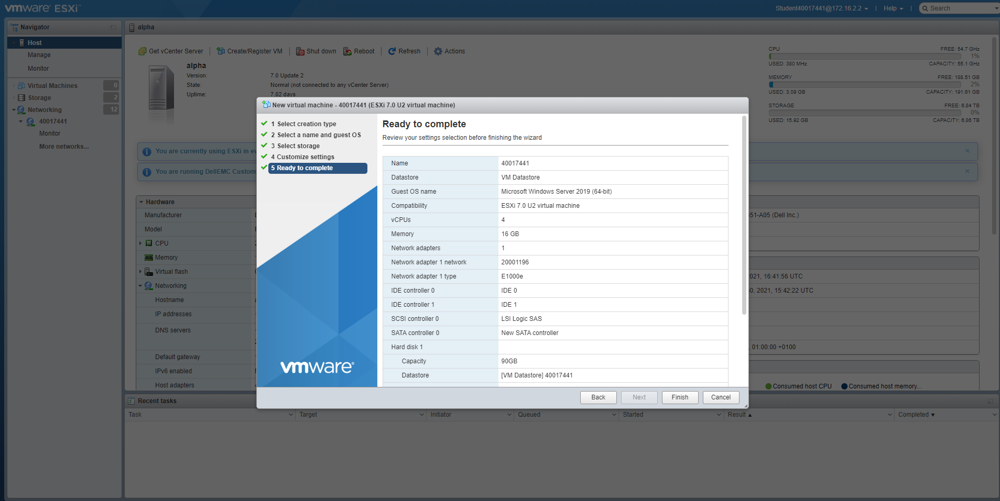 vmware ESXi™
Student40017441@172.16.2.2 | Help | Search
Navigator
Host
Manage
Monitor
Virtual Machines 0
Storage 2
Networking 12
40017441
Monitor
More networks...
alpha
Get vCenter Server | Create/Register VM | Shut down Reboot | Refresh | Actions
alpha
Version: 7.0 Update 2
State: Normal (not connected to any vCenter Server)
Uptime: 7.02 days
CPU FREE: 54.7 GHz
1%
USED: 380 MHz CAPACITY: 55.1 GHz
MEMORY FREE: 188.51 GB
2%
USED: 3.09 GB CAPACITY: 191.61 GB
STORAGE FREE: 6.84 TB
0%
USED: 15.92 GB CAPACITY: 6.86 TB
You are currently using ESXi in
You are running DellEMC Custom
Hardware
Manufacturer
Model
CPU
Memory
Virtual flash
Networking
Hostname
IP addresses
DNS servers
Default gateway
IPv6 enabled
Host adapters
51-A05 (Dell Inc.)
021, 16:41:56 UTC
0, 2021, 15:42:22 UTC
, 01:00:00 +0100
Consumed host CPU Consumed host memory...
New virtual machine - 40017441 (ESXi 7.0 U2 virtual machine)
1 Select creation type
2 Select a name and guest OS
3 Select storage
4 Customize settings
5 Ready to complete
vmware®
Ready to complete
Review your settings selection before finishing the wizard
Name 40017441
Datastore VM Datastore
Guest OS name Microsoft Windows Server 2019 (64-bit)
Compatibility ESXi 7.0 U2 virtual machine
vCPUs 4
Memory 16 GB
Network adapters 1
Network adapter 1 network 20001196
Network adapter 1 type E1000e
IDE controller 0 IDE 0
IDE controller 1 IDE 1
SCSI controller 0 LSI Logic SAS
SATA controller 0 New SATA controller
Hard disk 1
Capacity 90GB
Datastore [VM Datastore] 40017441
Back Next Finish Cancel
Recent tasks
Task Target Initiator Queued Started Result ▲ Completed ▼